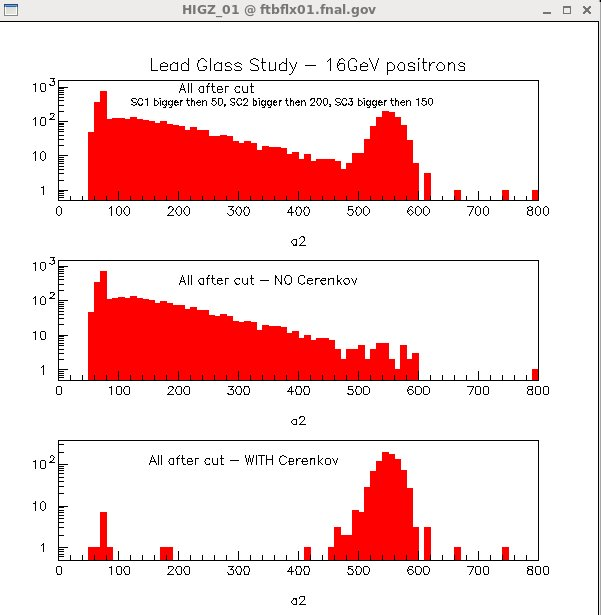 HIGZ_01 @ ftbflx01.fnal.gov
Lead Glass Study – 16GeV positrons
All after cut
SC1 bigger then 50, SC2 bigger then 200, SC3 bigger then 150
10³
10²
10
1
0 100 200 300 400 500 600 700 800
a2
All after cut – NO Cerenkov
10³
10²
10
1
0 100 200 300 400 500 600 700 800
a2
All after cut – WITH Cerenkov
10²
10
1
0 100 200 300 400 500 600 700 800
a2